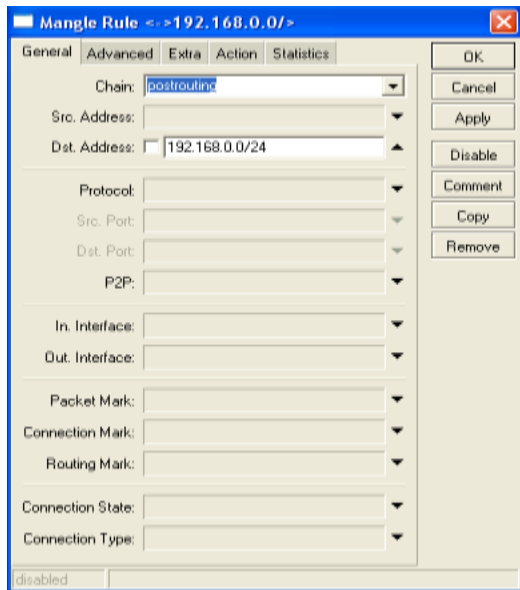 Mangle Rule <->192.168.0.0/>
General Advanced Extra Action Statistics
OK
Chain: postrouting
Cancel
Src. Address:
Apply
Dst. Address: 192.168.0.0/24
Disable
Protocol:
Comment
Src. Port:
Copy
Dst. Port:
Remove
P2P:
In. Interface:
Out. Interface:
Packet Mark:
Connection Mark:
Routing Mark:
Connection State:
Connection Type:
disabled